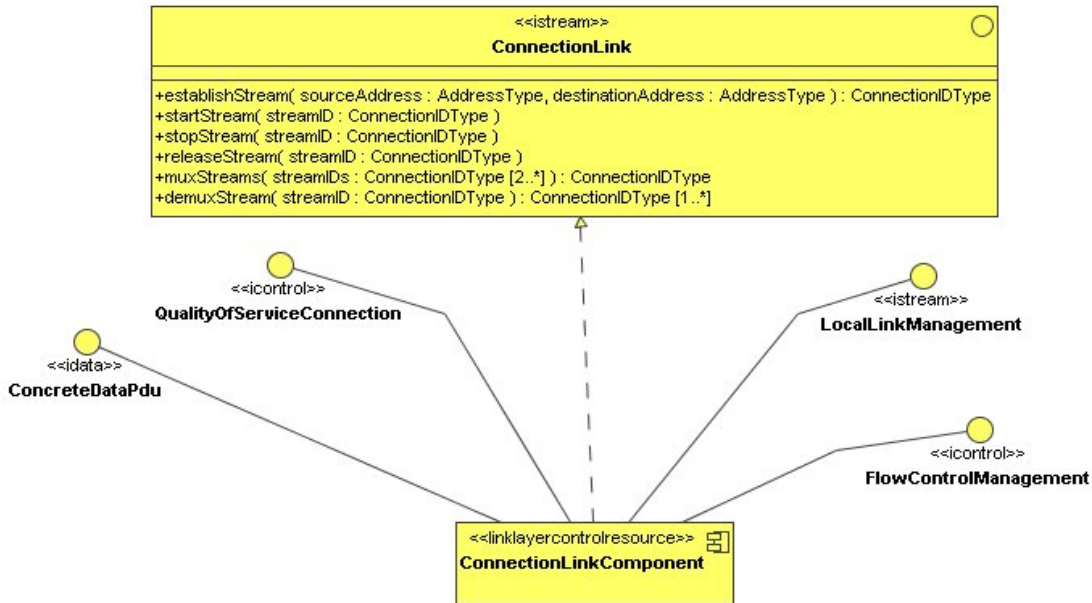 <<istream>>
ConnectionLink
+establishStream( sourceAddress : AddressType, destinationAddress : AddressType ) : ConnectionIDType
+startStream( streamID : ConnectionIDType )
+stopStream( streamID : ConnectionIDType )
+releaseStream( streamID : ConnectionIDType )
+muxStreams( streamIDs : ConnectionIDType [2..*] ) : ConnectionIDType
+demuxStream( streamID : ConnectionIDType ) : ConnectionIDType [1..*]
<<icontrol>>
QualityOfServiceConnection
<<istream>>
LocalLinkManagement
<<idata>>
ConcreteDataPdu
<<icontrol>>
FlowControlManagement
<<linklayercontrolresource>>
ConnectionLinkComponent